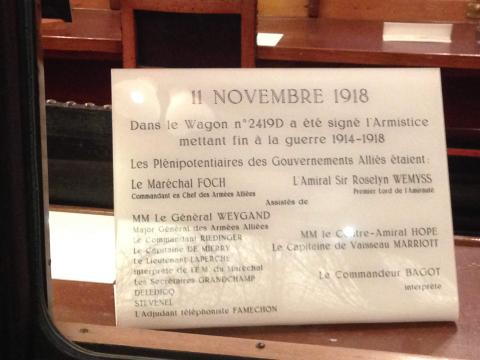 11 NOVEMBRE 1918
Dans le Wagon n°2419D a été signé l'Armistice
mettant fin à la guerre 1914-1918
Les Plénipotentiaires des Gouvernements Alliés étaient:
Le Maréchal FOCH
Commandant en Chef des Armées Alliées
L'Amiral Sir Roselyn WEMYSS
Premier Lord de l'Amirauté
Assistés de
MM Le Général WEYGAND
Major Général des Armées Alliées
Le Commandant RIEDINGER
Le Capitaine DE MIERRY
Le Lieutenant LAPERCHE
interprète de l'E.M. du Maréchal
Les Secrétaires GRANDCHAMP
DELEDICQ
STIVENEL
L'Adjudant téléphoniste FAMECHON
MM le Contre-Amiral HOPE
Le Capitaine de Vaisseau MARRIOTT
Le Commandeur BAGOT
interprète